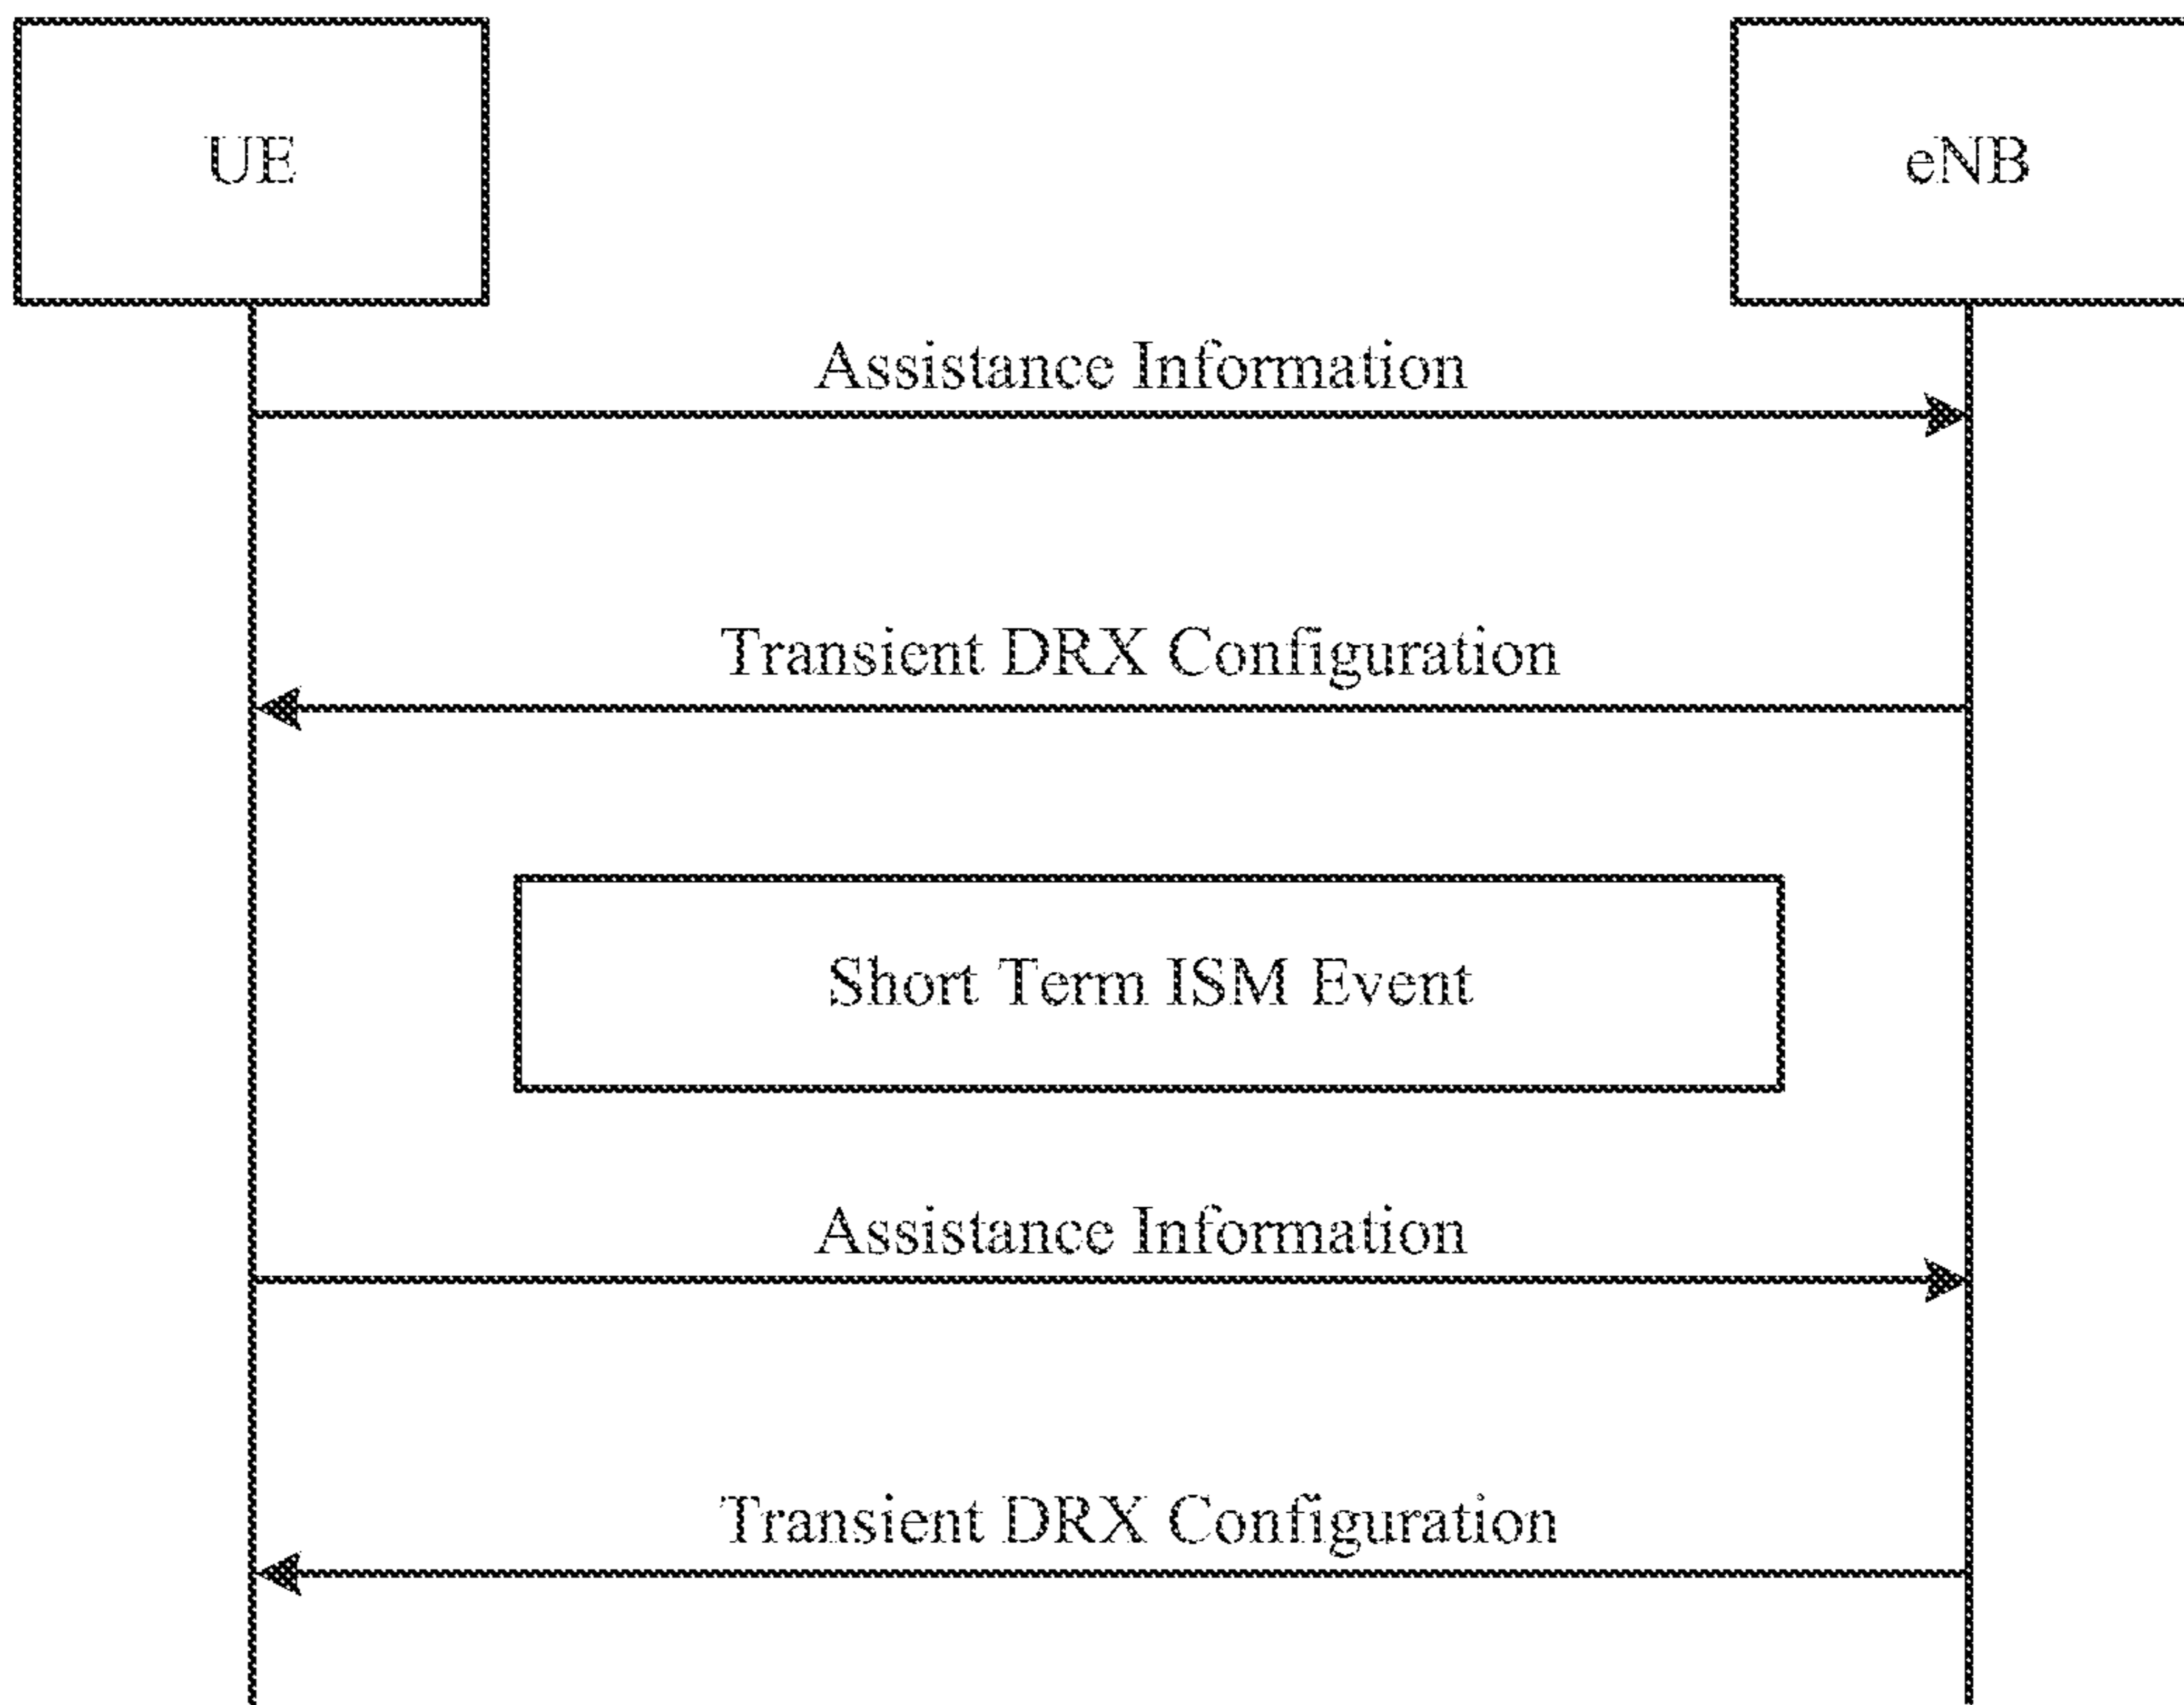 UE
eNB
Assistance Information
Transient DRX Configuration
Short Term ISM Event
Assistance Information
Transient DRX Configuration